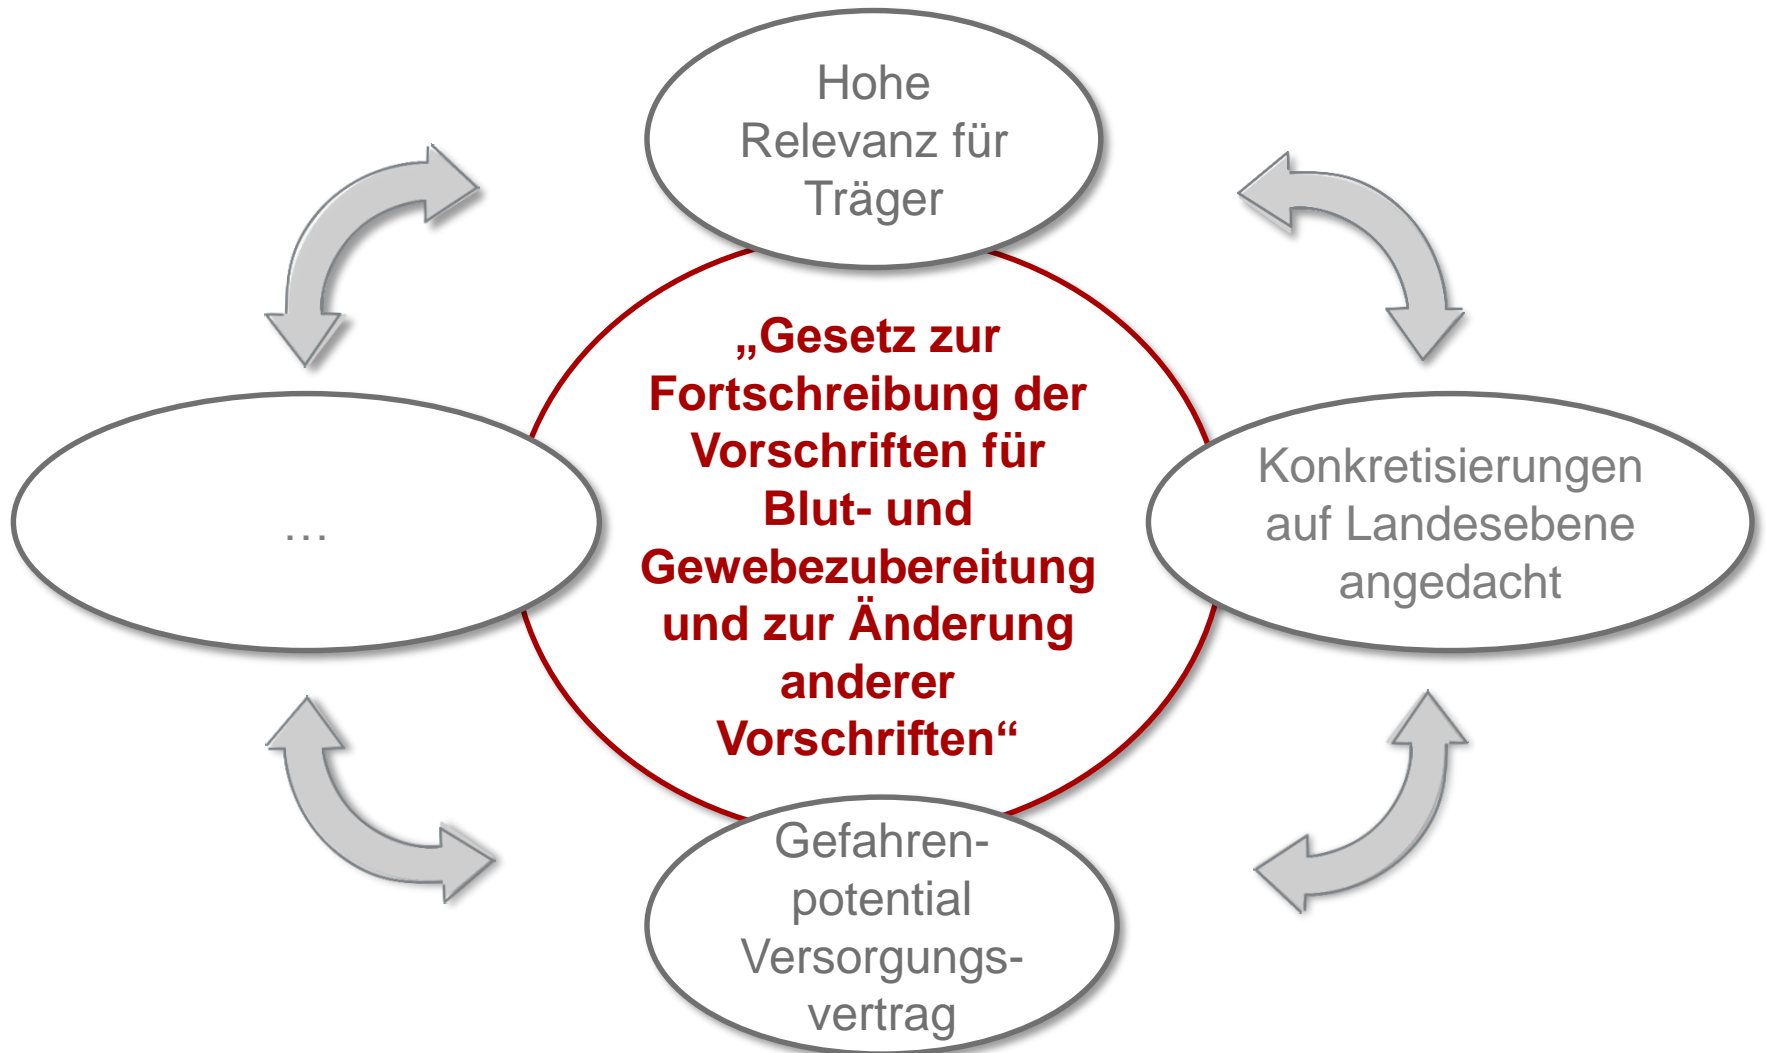 Hohe
Relevanz für
Träger
„Gesetz zur
Fortschreibung der
Vorschriften für
Blut- und
Gewebezubereitung
und zur Änderung
anderer
Vorschriften“
…
Konkretisierungen
auf Landesebene
angedacht
Gefahren-
potential
Versorgungs-
vertrag